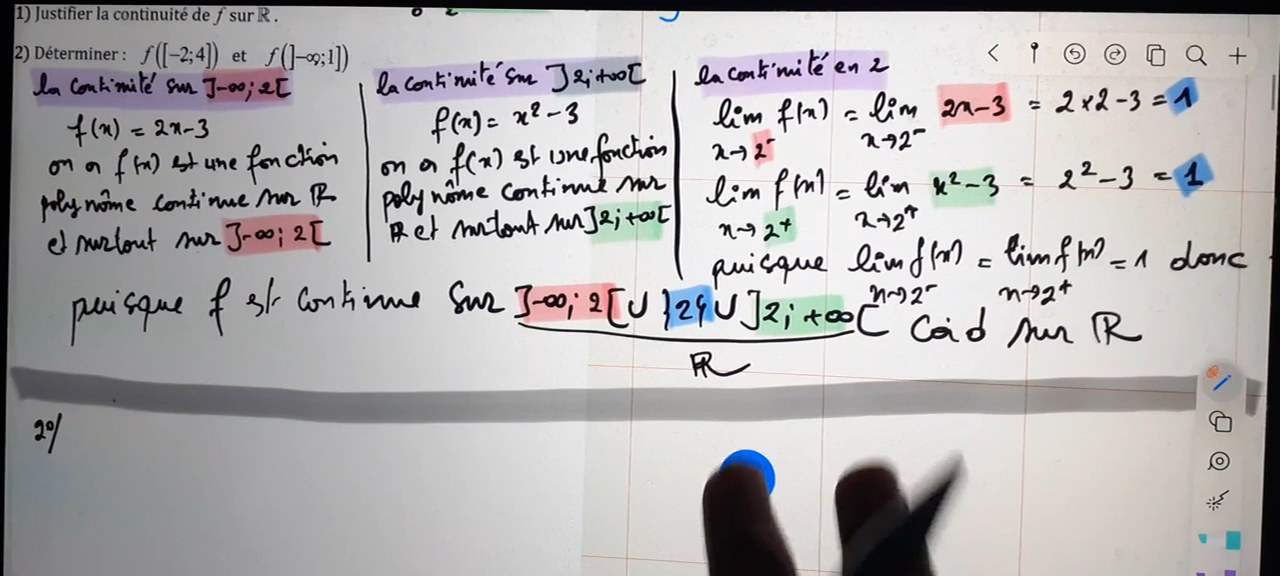 1) Justifier la continuité de f sur ℝ.
2) Déterminer : f([−2;4]) et f(]−∞;1])
la continuité sur ]-∞; 2[
f(x) = 2x-3
on a f(x) est une fonction
polynôme continue sur ℝ
et surtout sur ]-∞; 2[
la continuité sur ]2;+∞[
f(x) = x² - 3
on a f(x) est une fonction
polynôme continue sur
ℝ et surtout sur ]2; +∞[
la continuité en 2
lim f(x) = lim 2x-3 = 2×2-3 = 1
x→2⁻ x→2⁻
lim f(x) = lim x²-3 = 2²-3 = 1
x→2⁺ x→2⁺
puisque lim f(x) = lim f(x) = 1 donc
x→2⁻ x→2⁺
puisque f est continue sur ]-∞; 2[ ∪ {2} ∪ ]2; +∞[ càd sur ℝ
ℝ
2°/